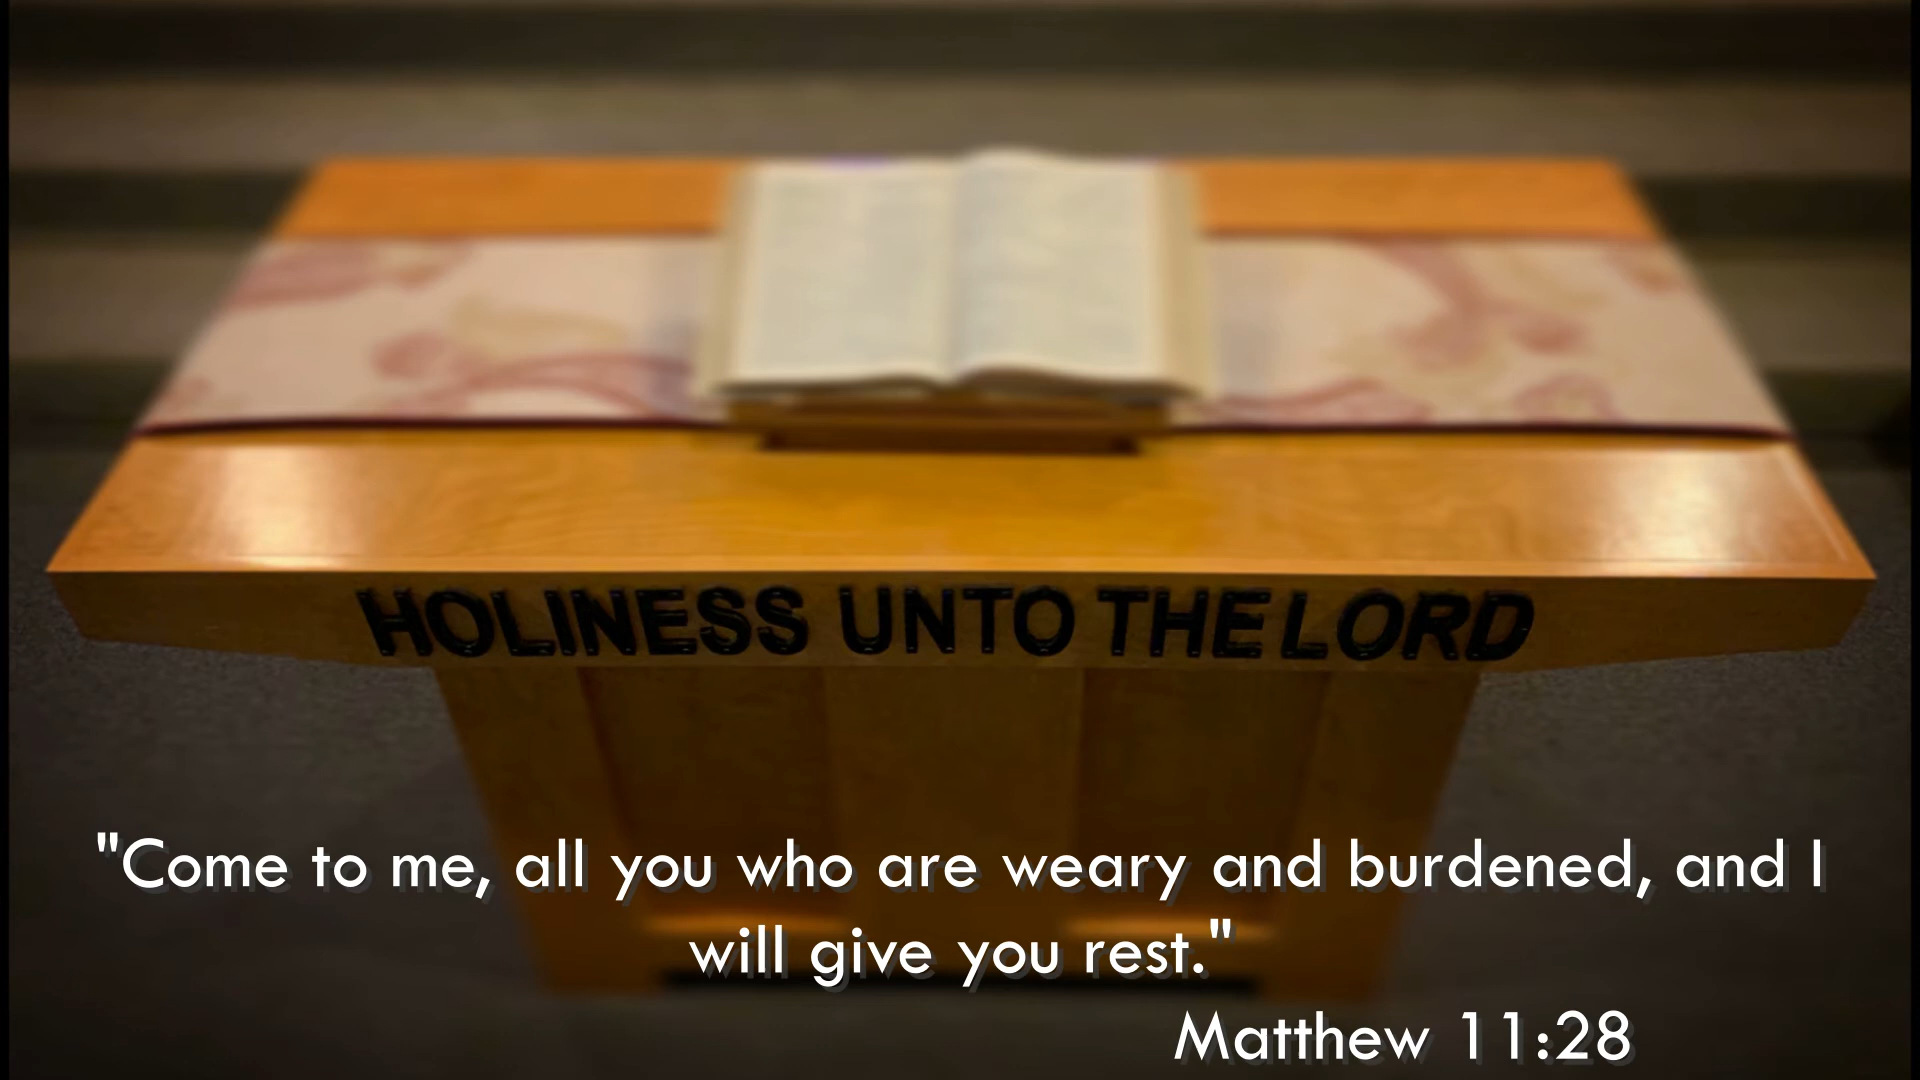 HOLINESS UNTO THE LORD
"Come to me, all you who are weary and burdened, and I
will give you rest."
Matthew 11:28